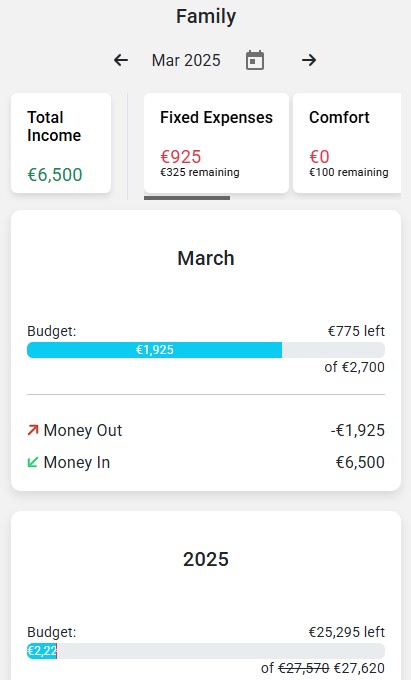 Family
Mar 2025
Total
Income
€6,500
Fixed Expenses
€925
€325 remaining
Comfort
€0
€100 remaining
March
Budget: €775 left
€1,925
of €2,700
Money Out -€1,925
Money In €6,500
2025
Budget: €25,295 left
€2,22
of €27,570 €27,620